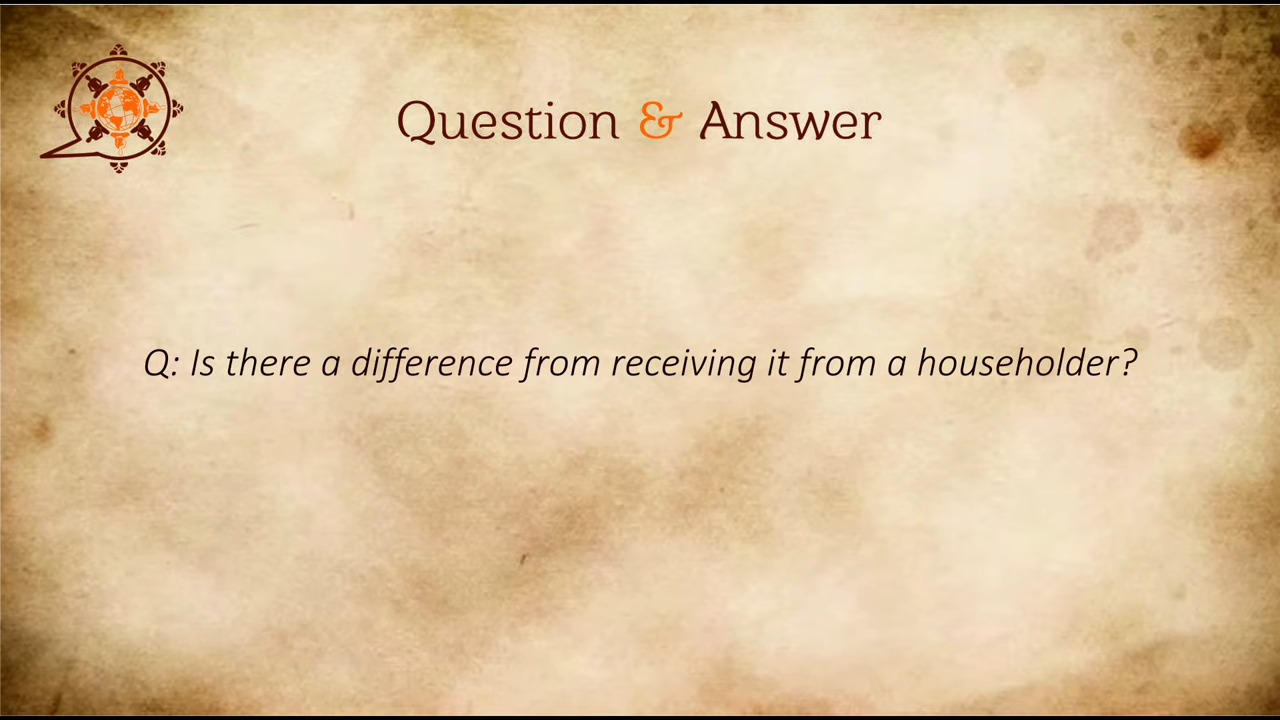 Question & Answer
Q: Is there a difference from receiving it from a householder?